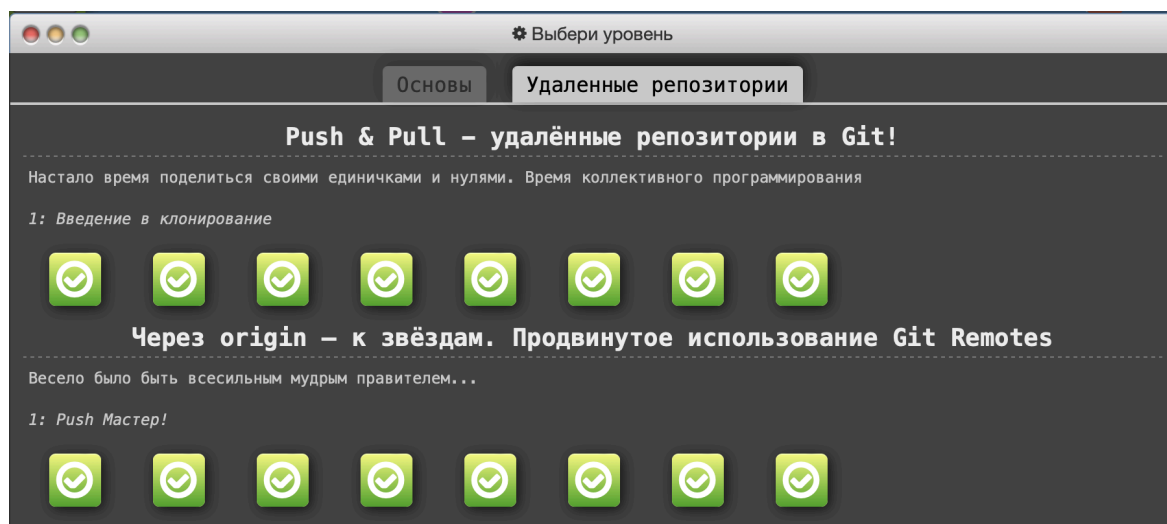 Выбери уровень
Основы
Удаленные репозитории
Push & Pull – удалённые репозитории в Git!
Настало время поделиться своими единичками и нулями. Время коллективного программирования
1: Введение в клонирование
Через origin – к звёздам. Продвинутое использование Git Remotes
Весело было быть всесильным мудрым правителем...
1: Push Мастер!